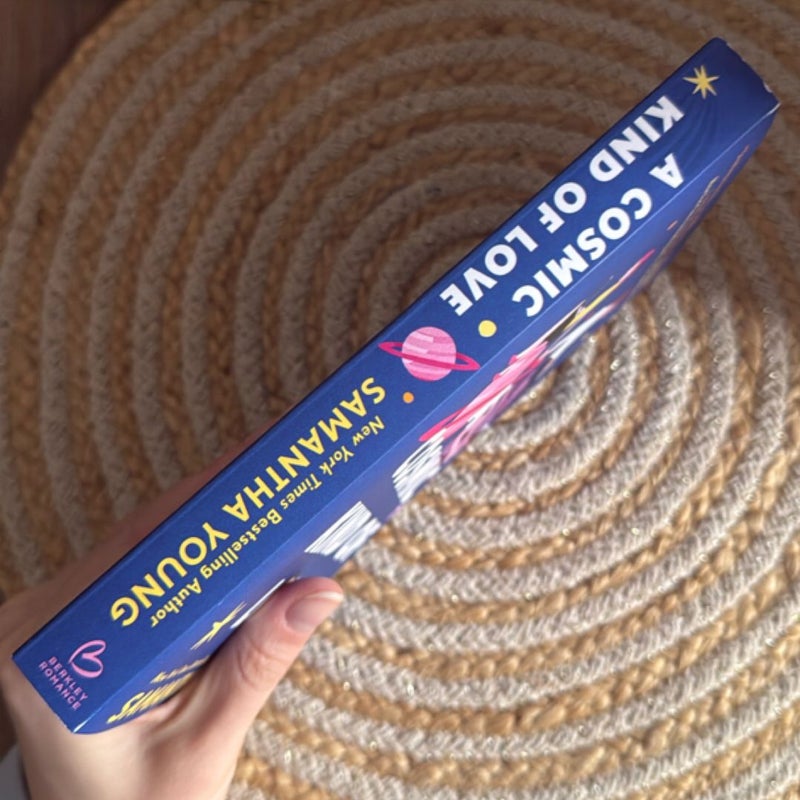 A COSMIC
KIND OF LOVE
New York Times Bestselling Author
SAMANTHA YOUNG
BERKLEY
ROMANCE